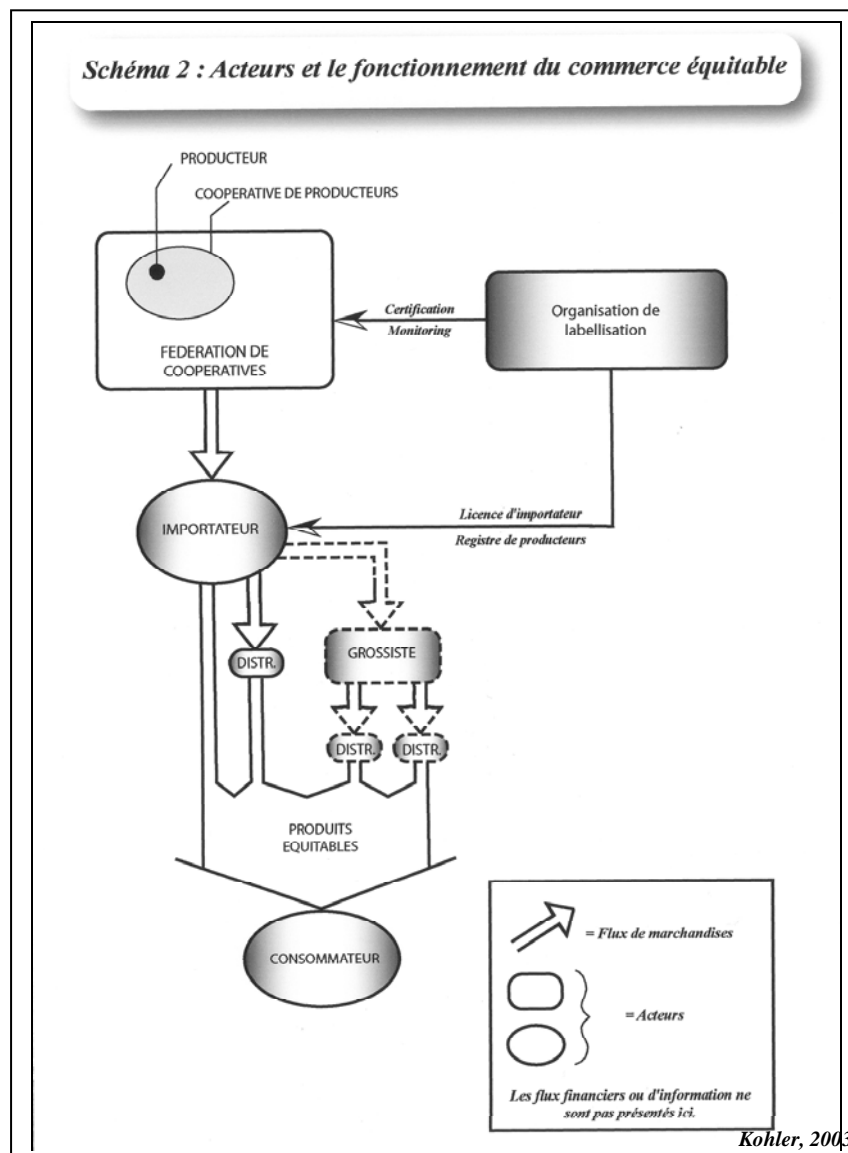 Schéma 2 : Acteurs et le fonctionnement du commerce équitable
PRODUCTEUR
COOPERATIVE DE PRODUCTEURS
FEDERATION DE
COOPERATIVES
Certification
Monitoring
Organisation de
labellisation
IMPORTATEUR
Licence d'importateur
Registre de producteurs
DISTR.
GROSSISTE
DISTR.
DISTR.
PRODUITS
EQUITABLES
CONSOMMATEUR
= Flux de marchandises
= Acteurs
Les flux financiers ou d'information ne
sont pas présentés ici.
Kohler, 2003